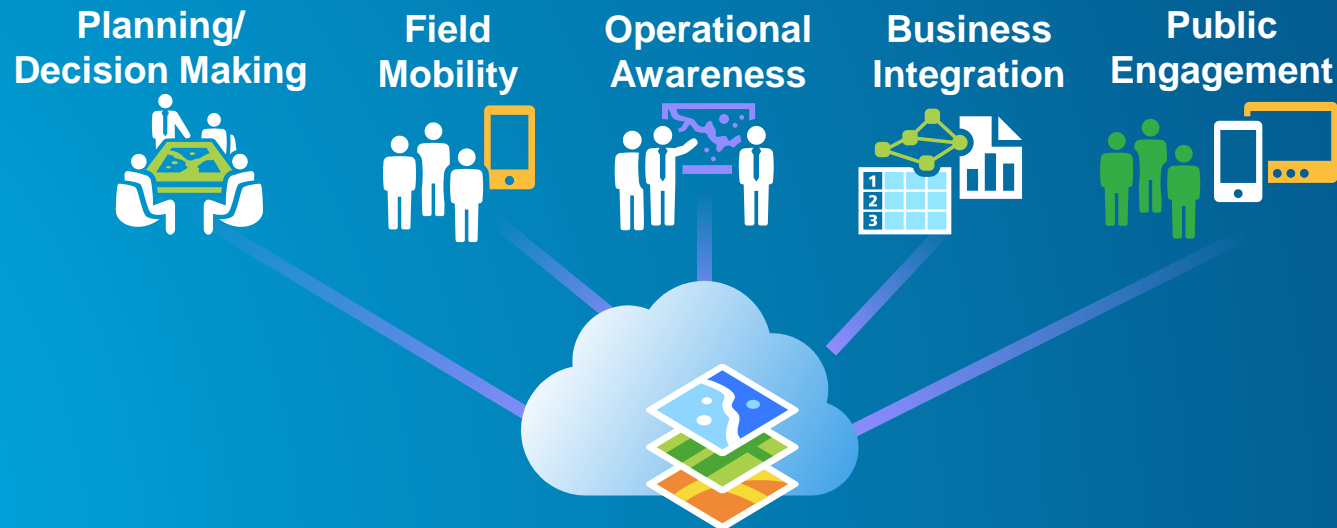 Planning/
Decision Making
Field
Mobility
Operational
Awareness
Business
Integration
Public
Engagement
1
2
3